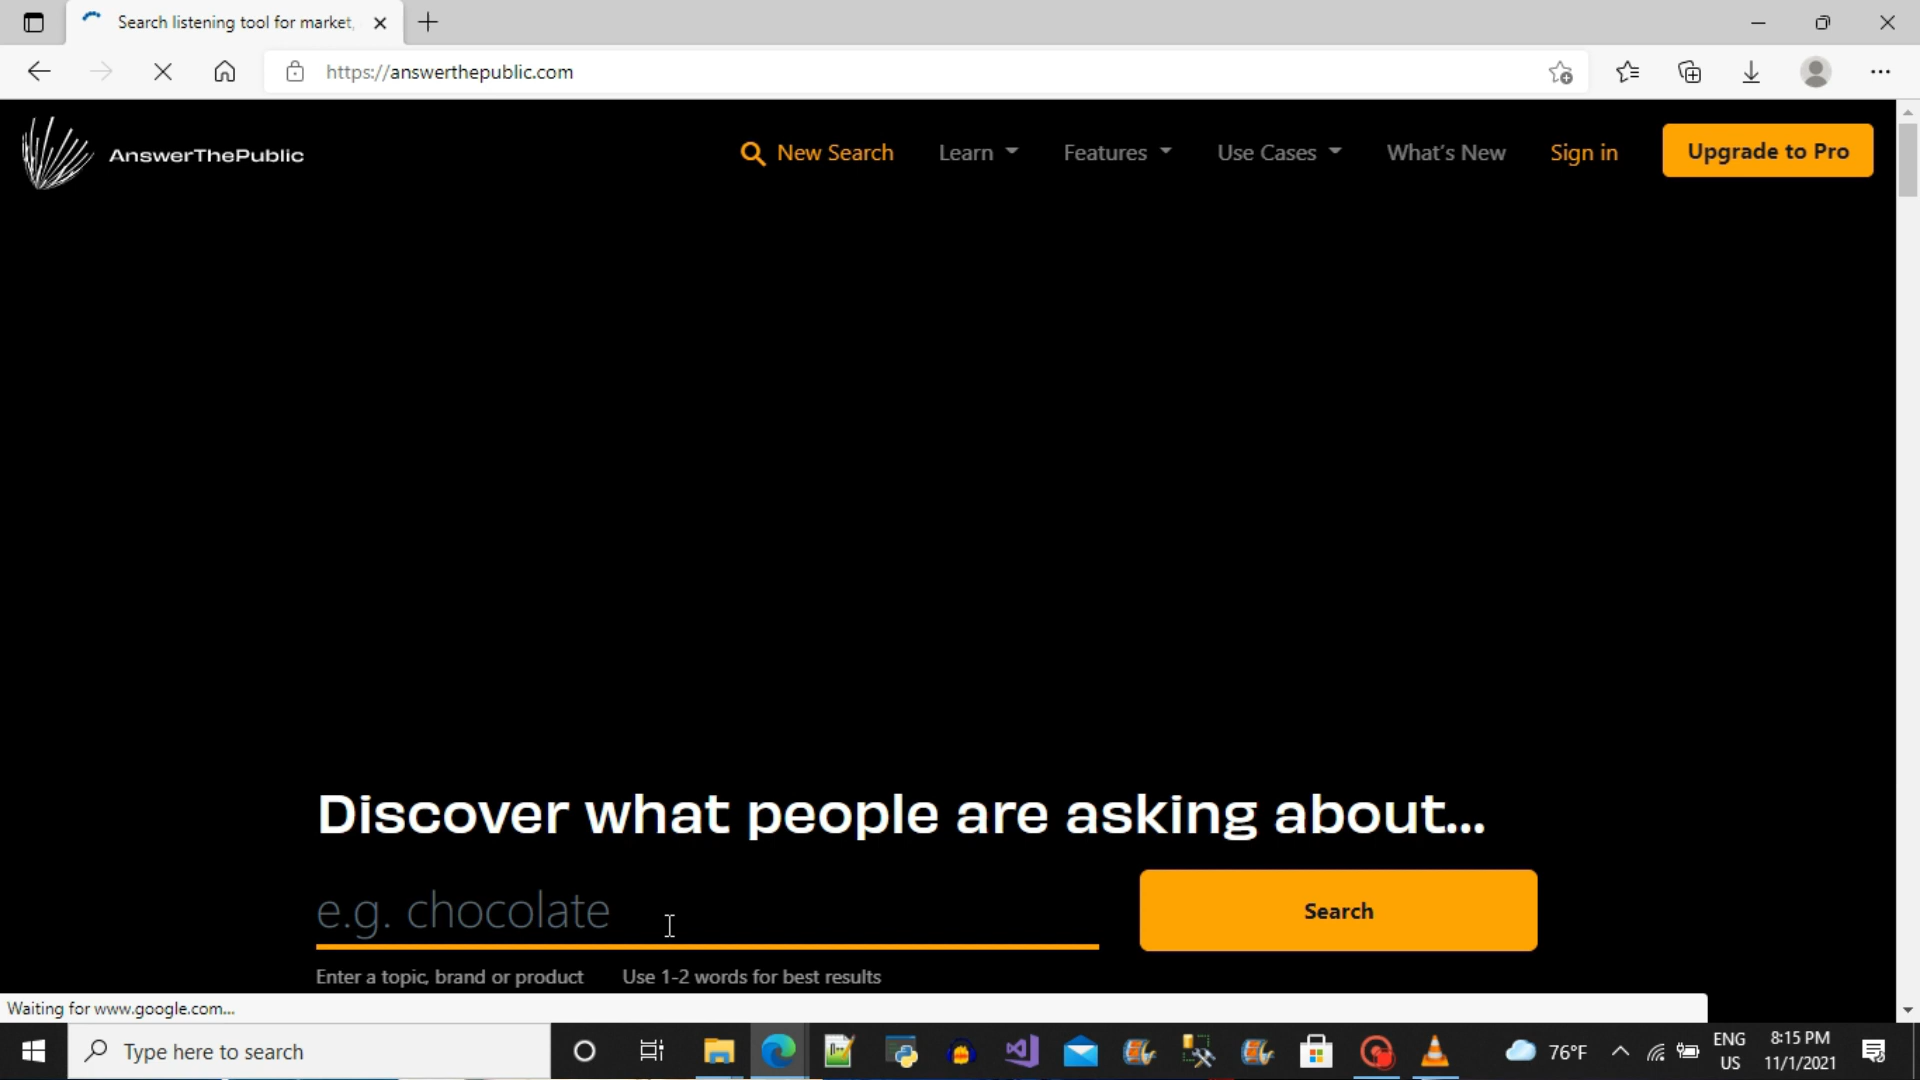 Search listening tool for market,
https://answerthepublic.com
AnswerThePublic
New Search Learn Features Use Cases What's New Sign in Upgrade to Pro
Discover what people are asking about...
e.g. chocolate
Search
Enter a topic, brand or product Use 1-2 words for best results
Waiting for www.google.com...
Type here to search
76°F
ENG
US
8:15 PM
11/1/2021